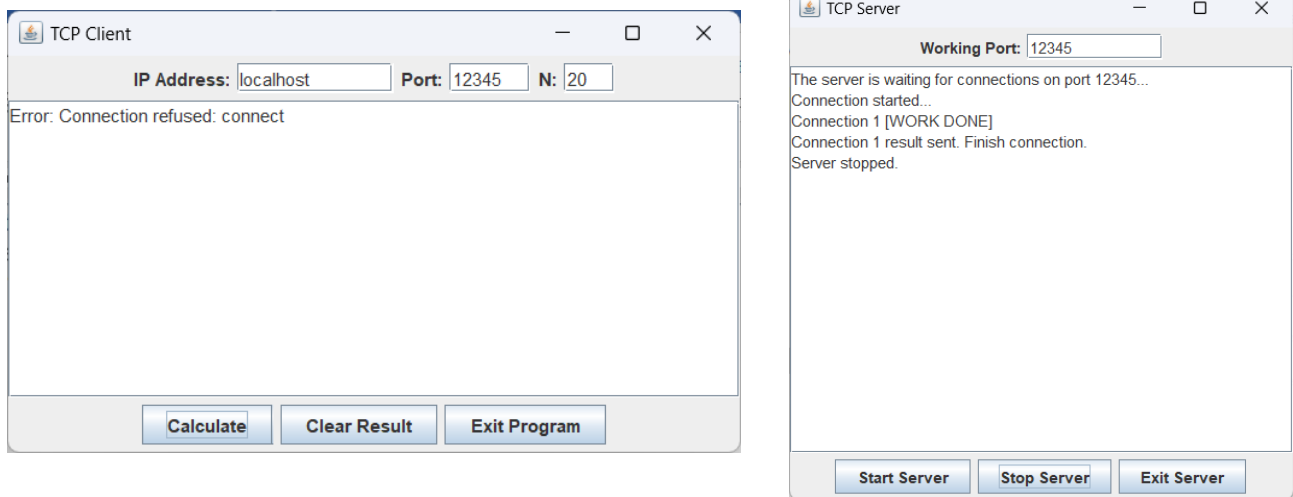 TCP Client
IP Address: localhost Port: 12345 N: 20
Error: Connection refused: connect
Calculate Clear Result Exit Program
TCP Server
Working Port: 12345
The server is waiting for connections on port 12345...
Connection started...
Connection 1 [WORK DONE]
Connection 1 result sent. Finish connection.
Server stopped.
Start Server Stop Server Exit Server